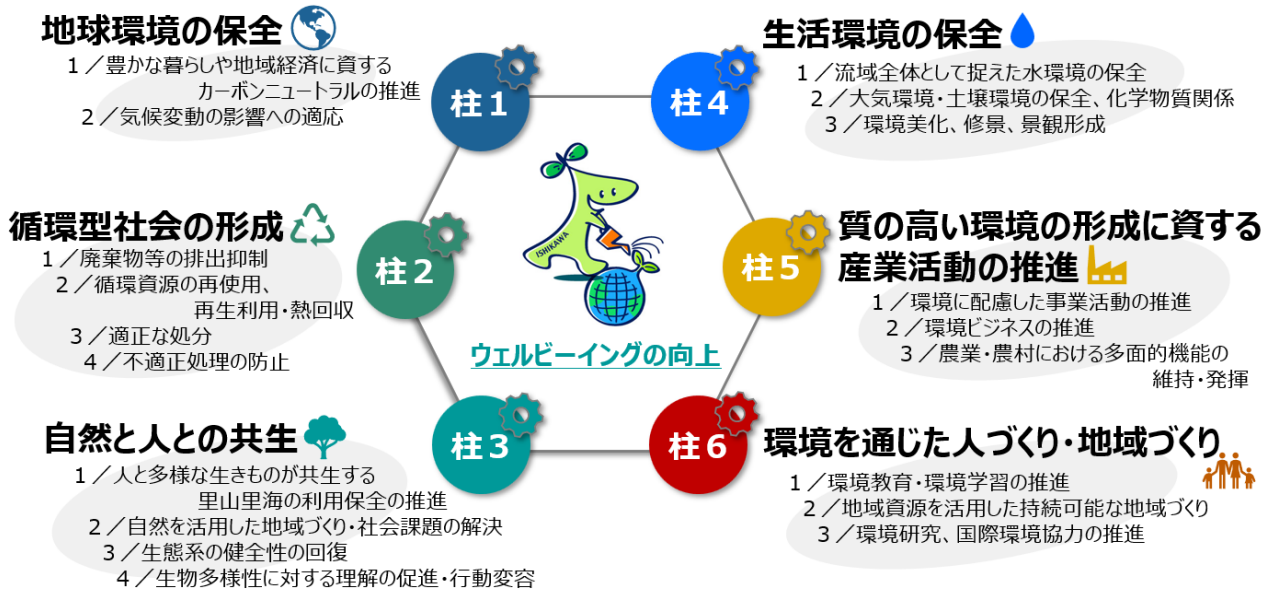 地球環境の保全
1／豊かな暮らしや地域経済に資する
カーボンニュートラルの推進
2／気候変動の影響への適応
柱1
循環型社会の形成
1／廃棄物等の排出抑制
2／循環資源の再使用、
再生利用・熱回収
3／適正な処分
4／不適正処理の防止
柱2
自然と人との共生
1／人と多様な生きものが共生する
里山里海の利用保全の推進
2／自然を活用した地域づくり・社会課題の解決
3／生態系の健全性の回復
4／生物多様性に対する理解の促進・行動変容
柱3
ISHIKAWA
ウェルビーイングの向上
柱4
生活環境の保全
1／流域全体として捉えた水環境の保全
2／大気環境・土壌環境の保全、化学物質関係
3／環境美化、修景、景観形成
柱5
質の高い環境の形成に資する
産業活動の推進
1／環境に配慮した事業活動の推進
2／環境ビジネスの推進
3／農業・農村における多面的機能の
維持・発揮
柱6
環境を通じた人づくり・地域づくり
1／環境教育・環境学習の推進
2／地域資源を活用した持続可能な地域づくり
3／環境研究、国際環境協力の推進